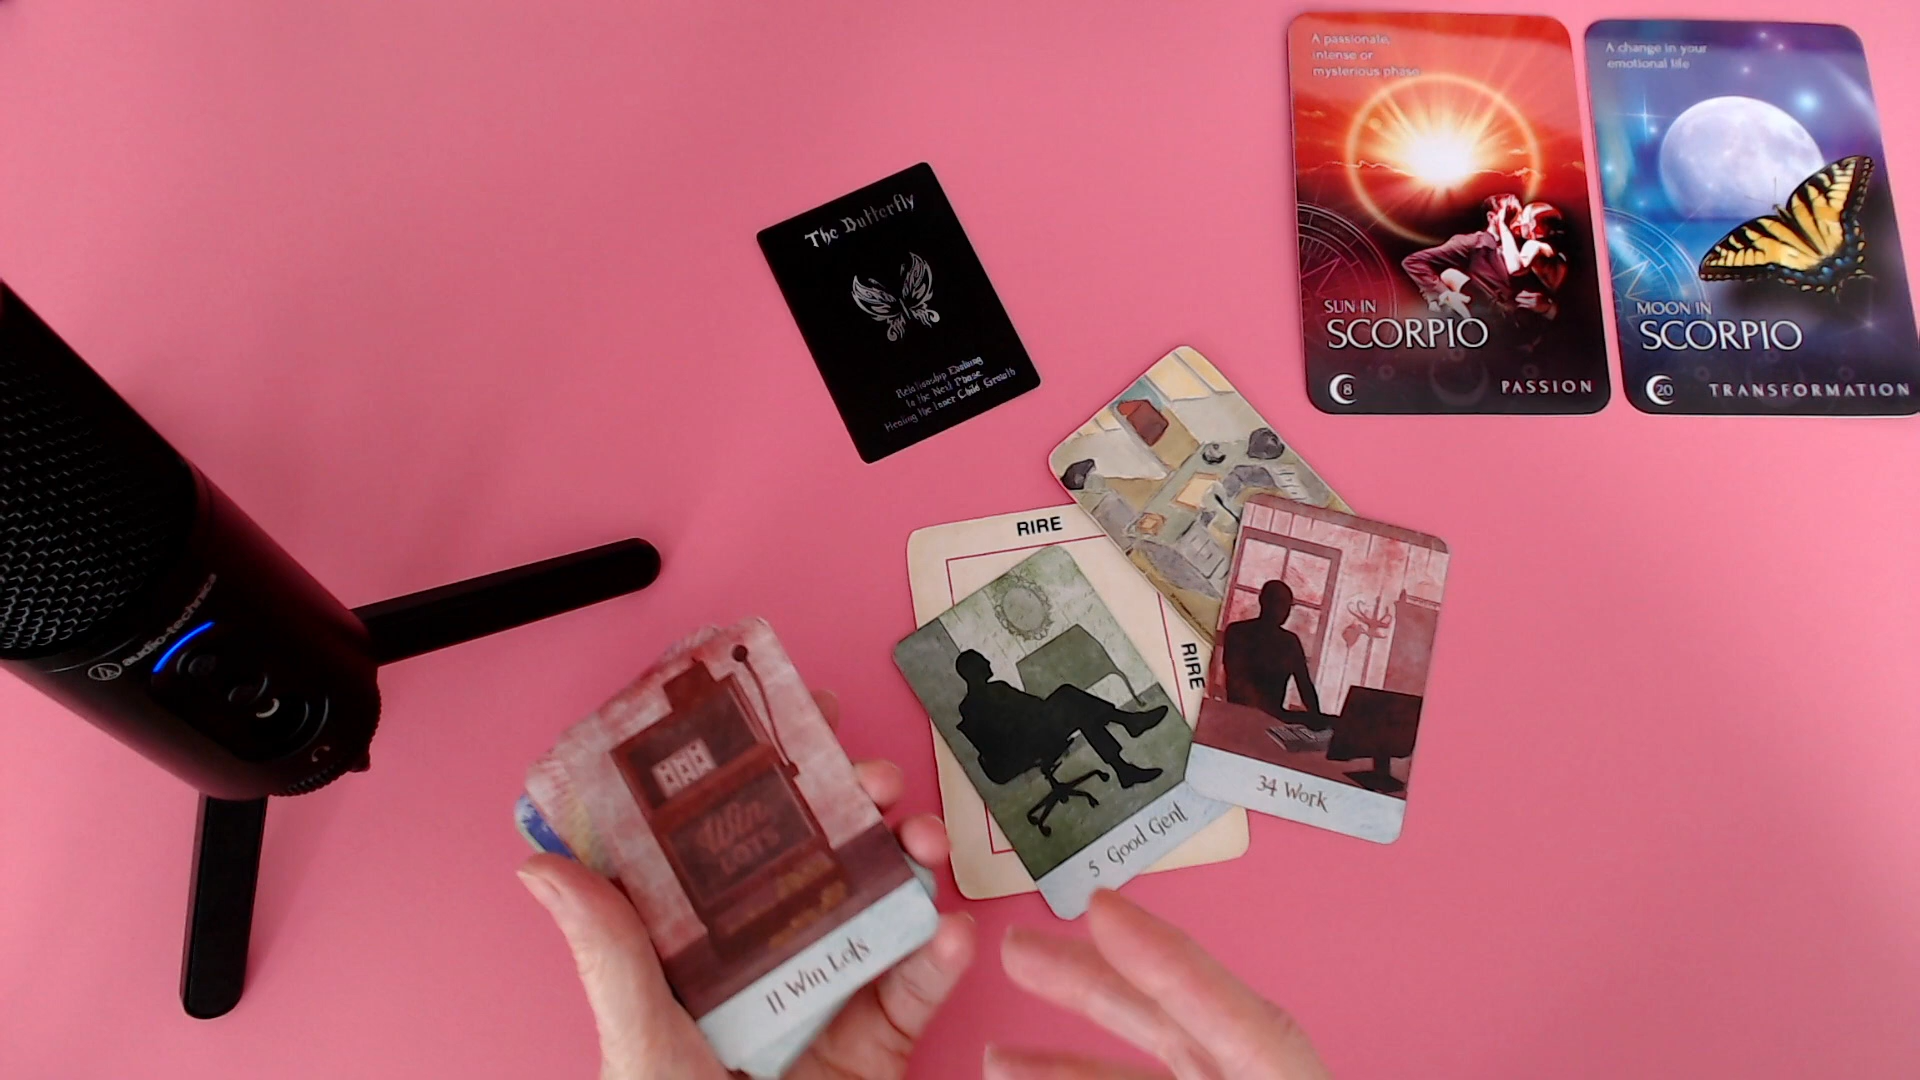 A passionate,
intense or
mysterious phase
SUN IN
SCORPIO
8
PASSION
A change in your
emotional life
MOON IN
SCORPIO
20
TRANSFORMATION
The Butterfly
Relationship Evolving
to the Next Phase.
Healing the Inner Child. Growth
RIRE
RIRE
34 Work
5 Good Gent
Win
LOTS
11 Win Lots
audio-technica